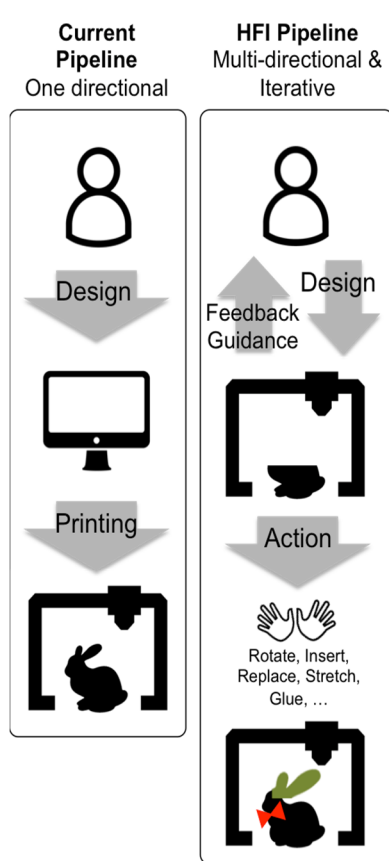 Current
Pipeline
One directional
Design
Printing
HFI Pipeline
Multi-directional &
Iterative
Design
Feedback
Guidance
Action
Rotate, Insert,
Replace, Stretch,
Glue, ...